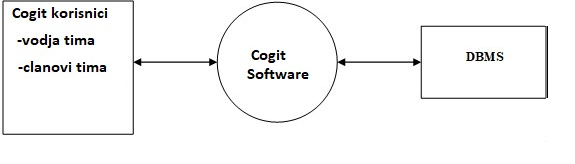 Cogit korisnici
-vodja tima
-clanovi tima
Cogit
Software
DBMS